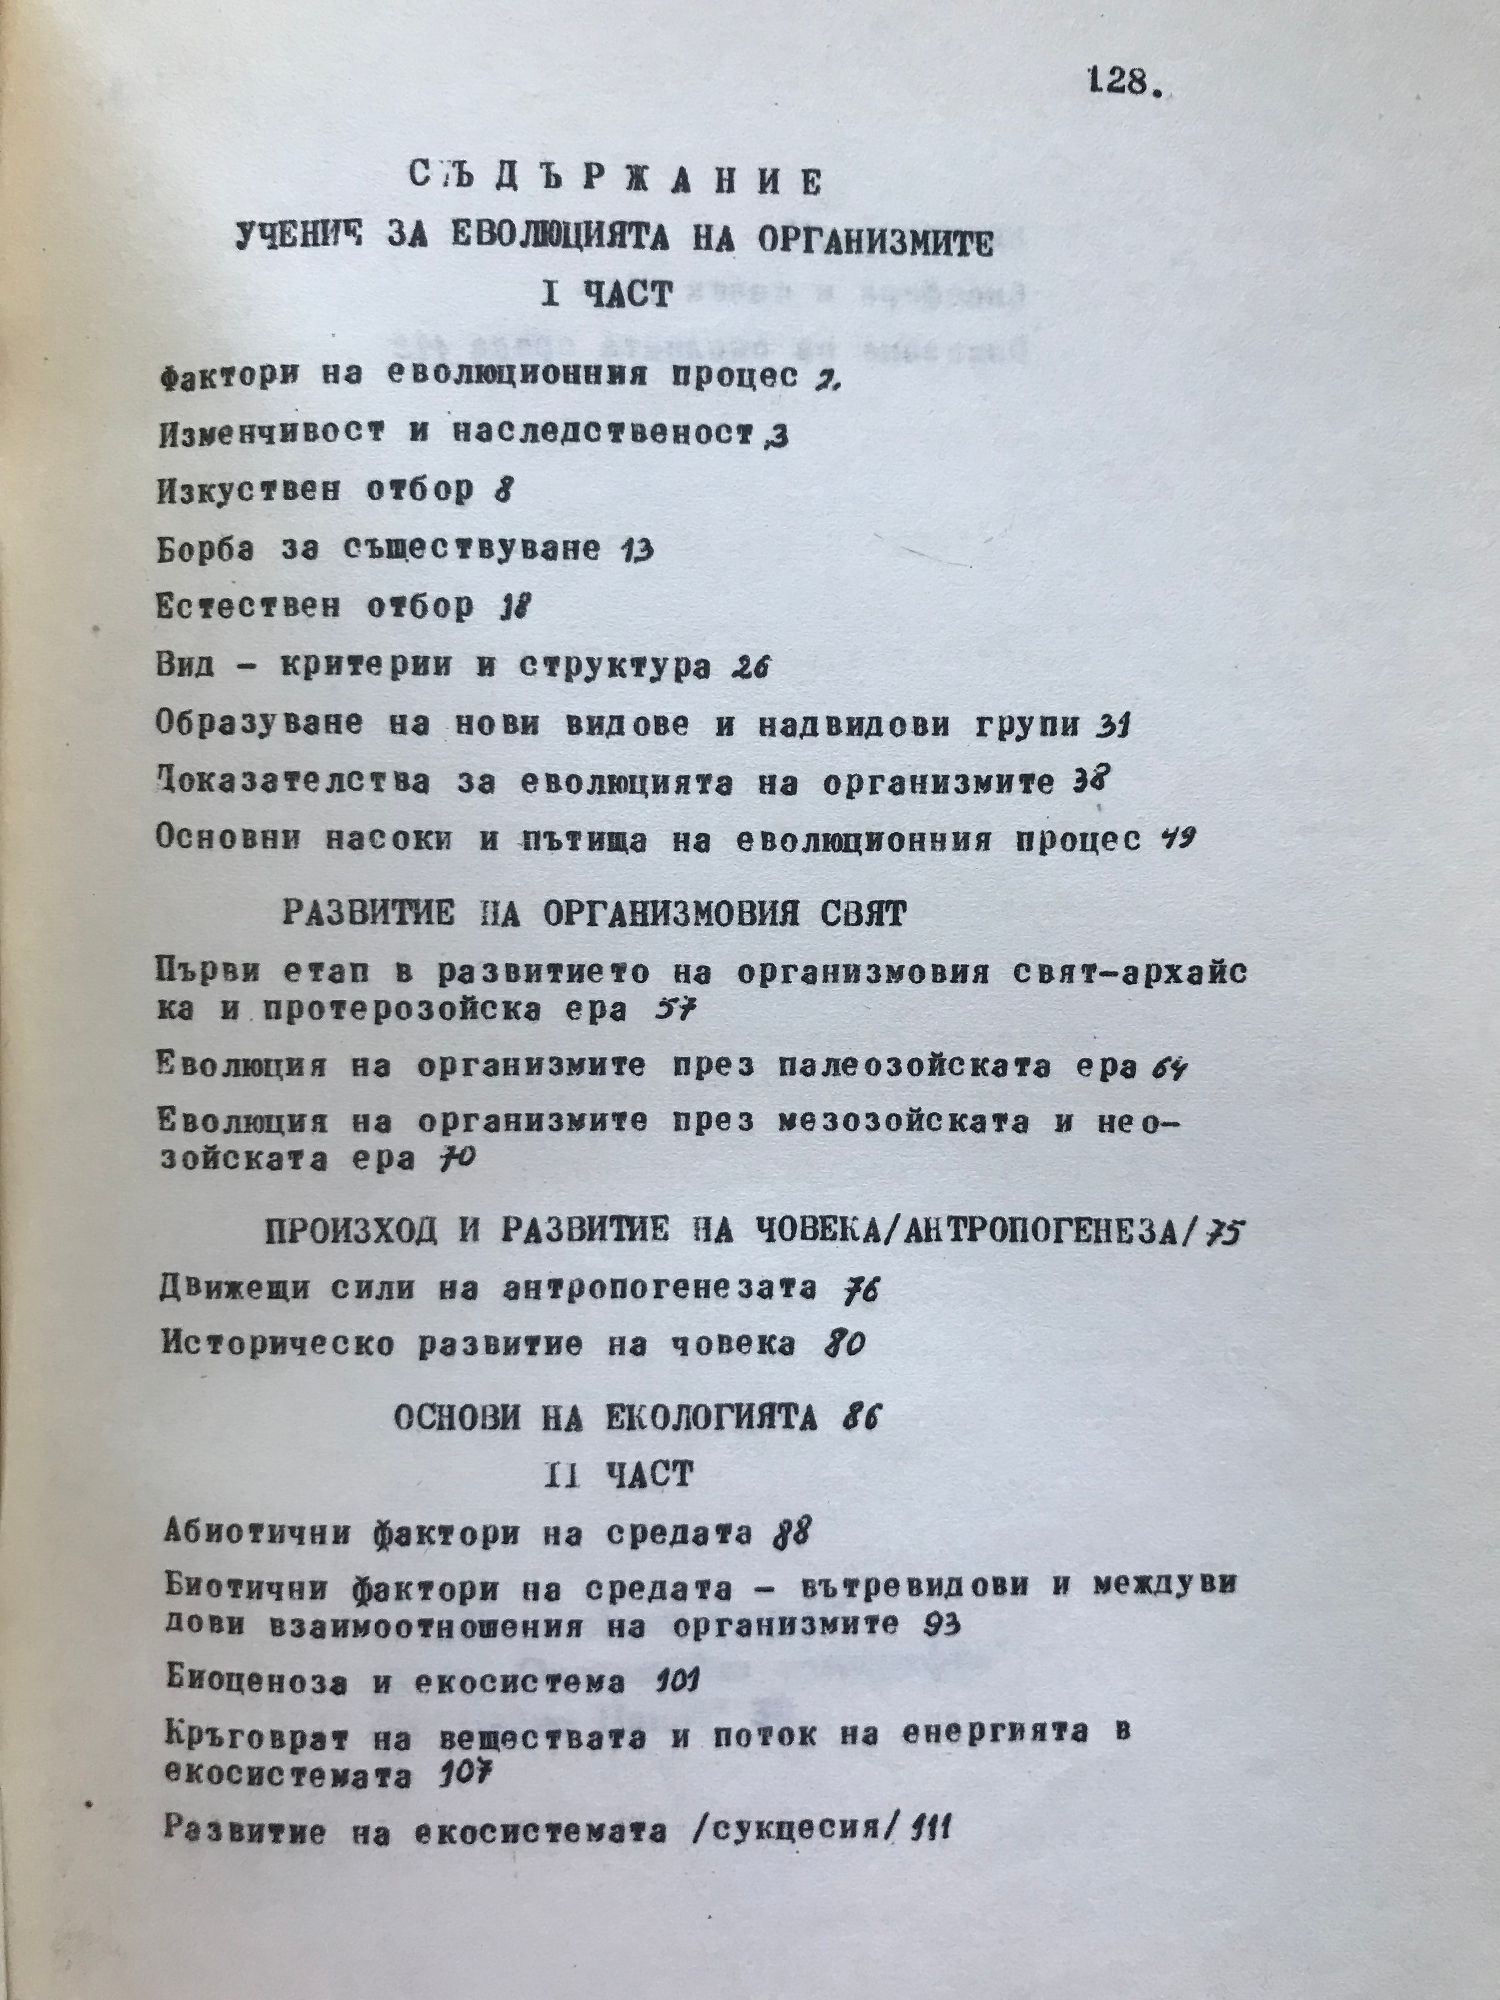 128.
СЪДЪРЖАНИЕ
УЧЕНИЕ ЗА ЕВОЛЮЦИЯТА НА ОРГАНИЗМИТЕ
I ЧАСТ
Фактори на еволюционния процес 2.
Изменчивост и наследственост 3
Изкуствен отбор 8
Борба за съществуване 13
Естествен отбор 18
Вид - критерии и структура 26
Образуване на нови видове и надвидови групи 31
Доказателства за еволюцията на организмите 38
Основни насоки и пътища на еволюционния процес 49
РАЗВИТИЕ НА ОРГАНИЗМОВИЯ СВЯТ
Първи етап в развитието на организмовия свят-архайс
ка и протерозойска ера 57
Еволюция на организмите през палеозойската ера 64
Еволюция на организмите през мезозойската и нео-
зойската ера 70
ПРОИЗХОД И РАЗВИТИЕ НА ЧОВЕКА/АНТРОПОГЕНЕЗА/ 75
Движещи сили на антропогенезата 76
Историческо развитие на човека 80
ОСНОВИ НА ЕКОЛОГИЯТА 86
II ЧАСТ
Абиотични фактори на средата 88
Биотични фактори на средата - вътревидови и междуви
дови взаимоотношения на организмите 93
Биоценоза и екосистема 101
Кръговрат на веществата и поток на енергията в
екосистемата 107
Развитие на екосистемата /сукцесия/ 111